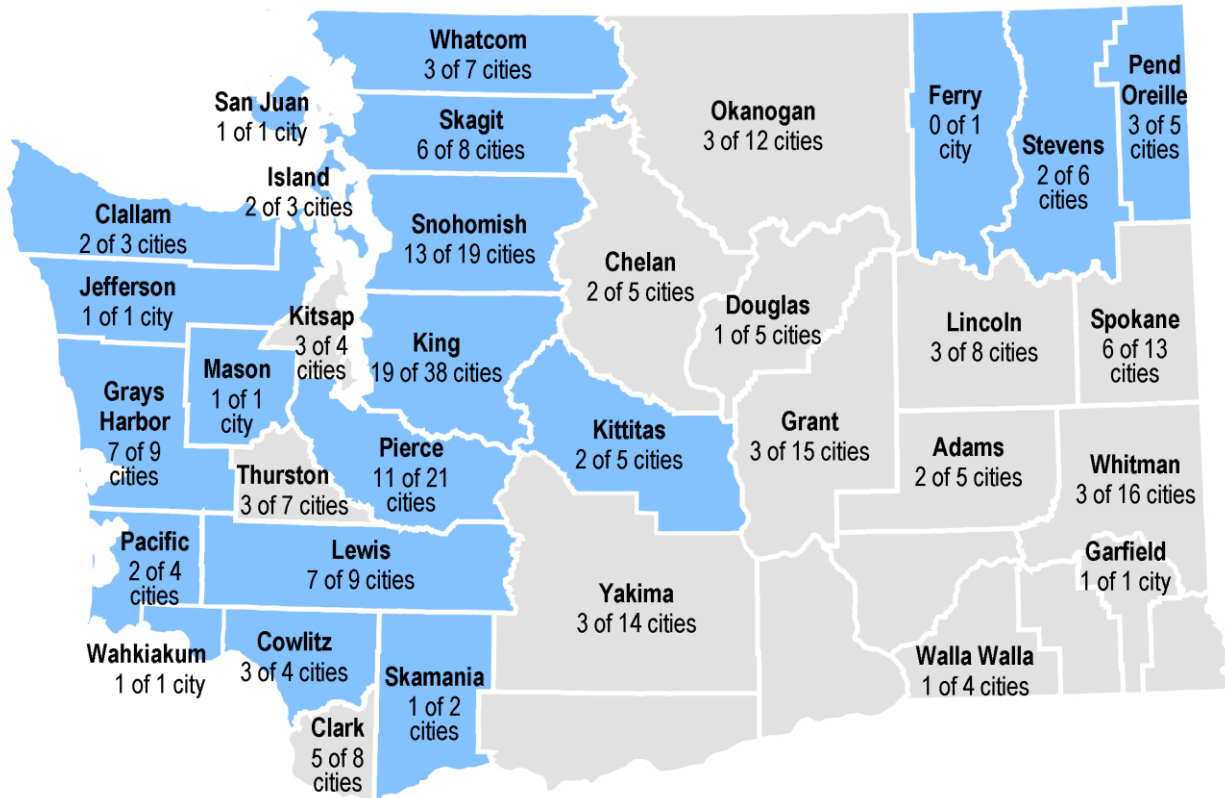 Whatcom
3 of 7 cities
San Juan
1 of 1 city
Skagit
6 of 8 cities
Okanogan
3 of 12 cities
Ferry
0 of 1
city
Stevens
2 of 6
cities
Pend
Oreille
3 of 5
cities
Island
2 of 3 cities
Clallam
2 of 3 cities
Snohomish
13 of 19 cities
Chelan
2 of 5 cities
Jefferson
1 of 1 city
Kitsap
3 of 4
cities
King
19 of 38 cities
Douglas
1 of 5 cities
Lincoln
3 of 8 cities
Spokane
6 of 13
cities
Mason
1 of 1
city
Grays
Harbor
7 of 9
cities
Thurston
3 of 7 cities
Pierce
11 of 21
cities
Kittitas
2 of 5 cities
Grant
3 of 15 cities
Adams
2 of 5 cities
Whitman
3 of 16 cities
Pacific
2 of 4
cities
Lewis
7 of 9 cities
Yakima
3 of 14 cities
Garfield
1 of 1 city
Wahkiakum
1 of 1 city
Cowlitz
3 of 4 cities
Skamania
1 of 2
cities
Walla Walla
1 of 4 cities
Clark
5 of 8
cities